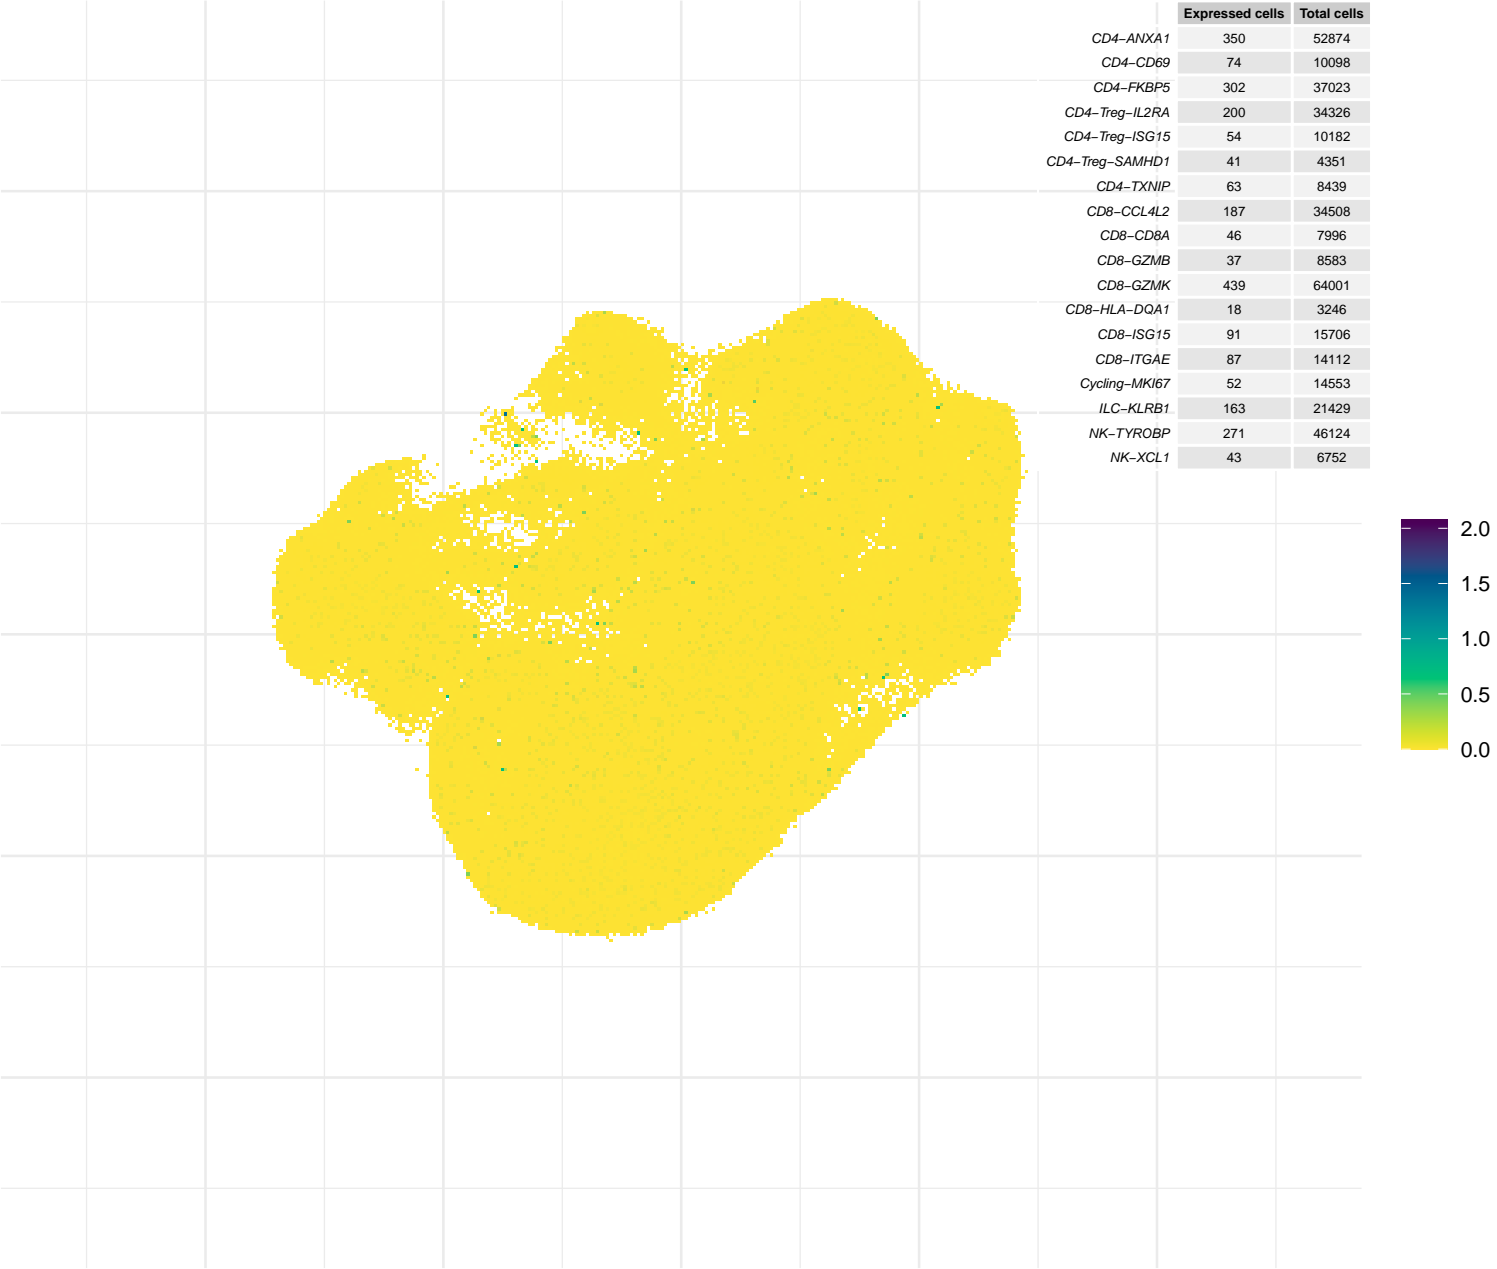 Expressed cells Total cells
CD4−ANXA1 350 52874
CD4−CD69 74 10098
CD4−FKBP5 302 37023
CD4−Treg−IL2RA 200 34326
CD4−Treg−ISG15 54 10182
CD4−Treg−SAMHD1 41 4351
CD4−TXNIP 63 8439
CD8−CCL4L2 187 34508
CD8−CD8A 46 7996
CD8−GZMB 37 8583
CD8−GZMK 439 64001
CD8−HLA−DQA1 18 3246
CD8−ISG15 91 15706
CD8−ITGAE 87 14112
Cycling−MKI67 52 14553
ILC−KLRB1 163 21429
NK−TYROBP 271 46124
NK−XCL1 43 6752
2.0
1.5
1.0
0.5
0.0